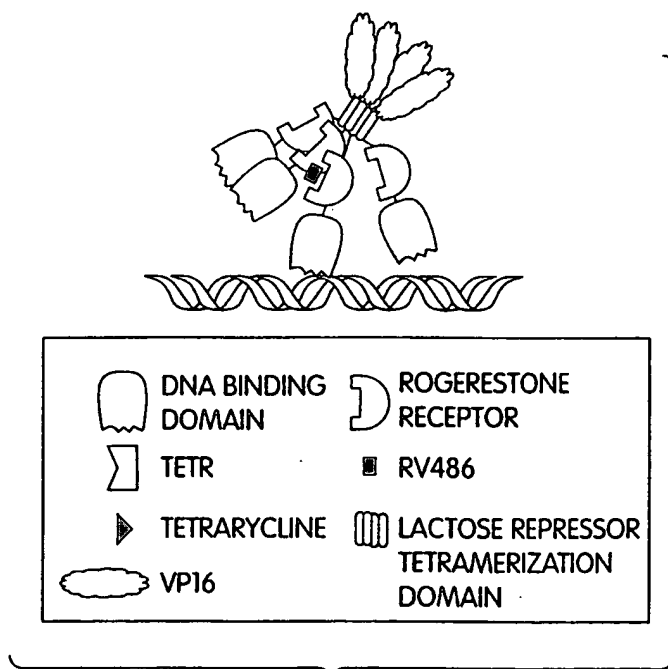 DNA BINDING
DOMAIN
ROGERESTONE
RECEPTOR
TETR
RV486
TETRARYCLINE
LACTOSE REPRESSOR
TETRAMERIZATION
DOMAIN
VP16